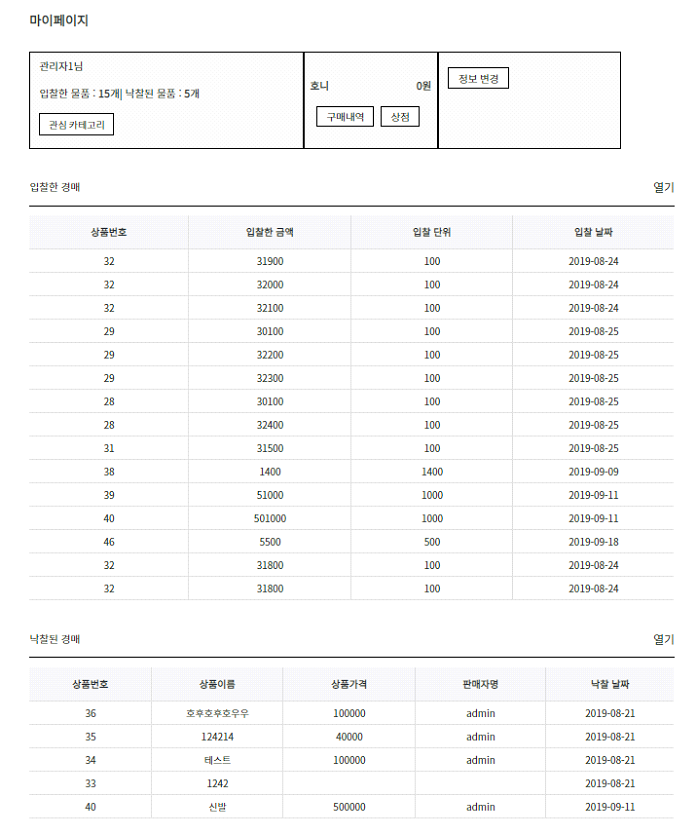 마이페이지
관리자1님
입찰한 물품 : 15개| 낙찰된 물품 : 5개
관심 카테고리
호니 0원
구매내역 상점
정보 변경
입찰한 경매 열기
상품번호 입찰한 금액 입찰 단위 입찰 날짜
32 31900 100 2019-08-24
32 32000 100 2019-08-24
32 32100 100 2019-08-24
29 30100 100 2019-08-25
29 32200 100 2019-08-25
29 32300 100 2019-08-25
28 30100 100 2019-08-25
28 32400 100 2019-08-25
31 31500 100 2019-08-25
38 1400 1400 2019-09-09
39 51000 1000 2019-09-11
40 501000 1000 2019-09-11
46 5500 500 2019-09-18
32 31800 100 2019-08-24
32 31800 100 2019-08-24
낙찰된 경매 열기
상품번호 상품이름 상품가격 판매자명 낙찰 날짜
36 호후호후호우우 100000 admin 2019-08-21
35 124214 40000 admin 2019-08-21
34 테스트 100000 admin 2019-08-21
33 1242 2019-08-21
40 신발 500000 admin 2019-09-11